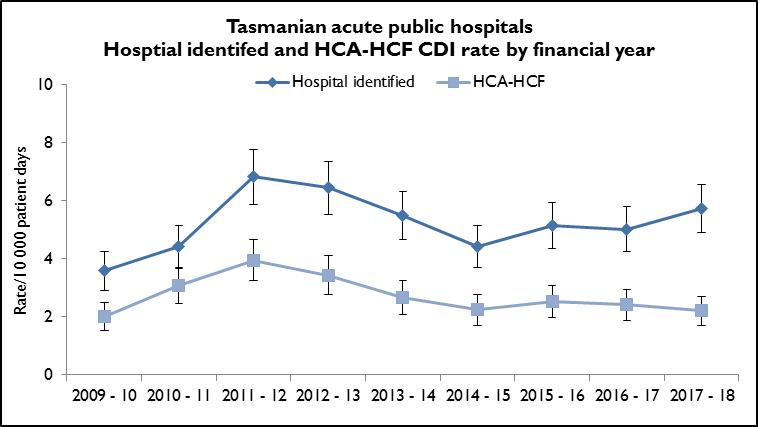 Tasmanian acute public hospitals
Hosptial identifed and HCA-HCF CDI rate by financial year
Hospital identified HCA-HCF
Rate/10 000 patient days
10
8
6
4
2
0
2009 - 10 2010 - 11 2011 - 12 2012 - 13 2013 - 14 2014 - 15 2015 - 16 2016 - 17 2017 - 18